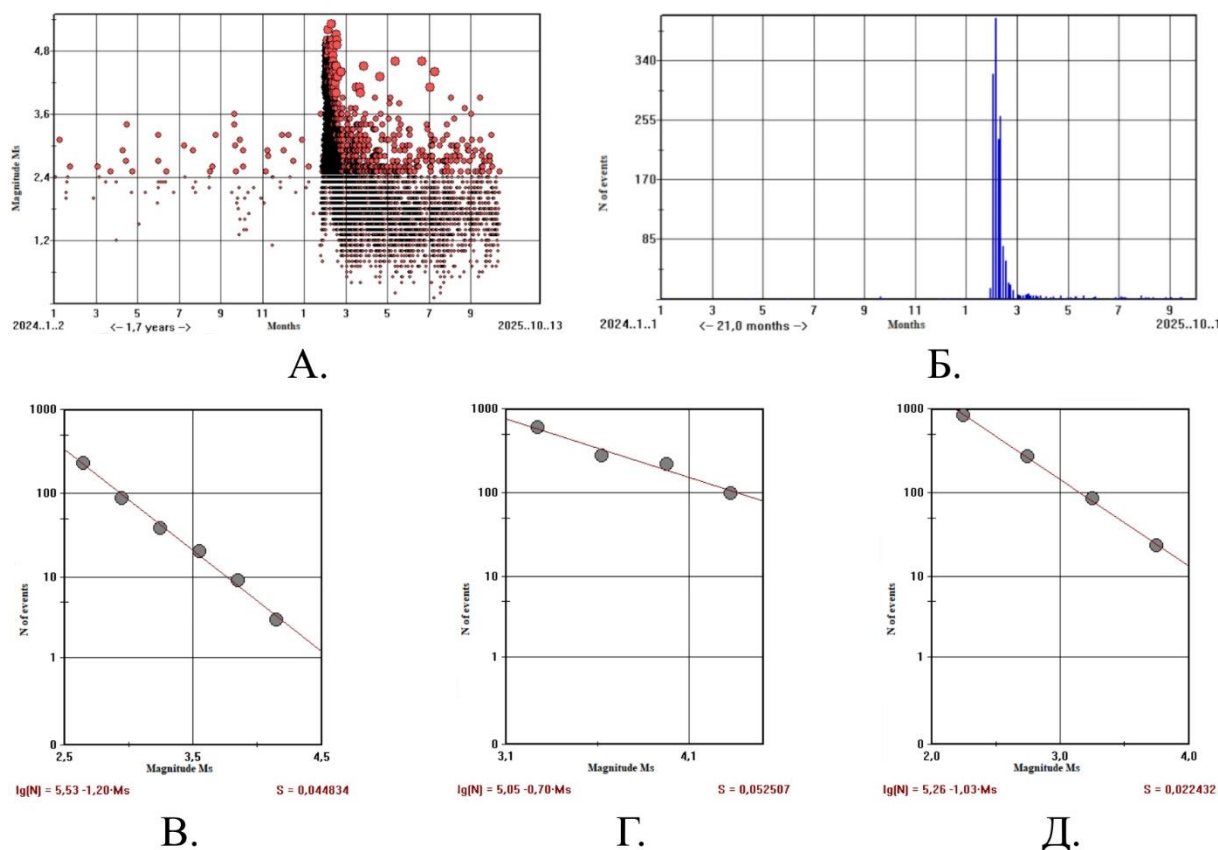 4,8
3,6
2,4
1,2
Magnitude Ms
1 3 5 7 9 11 1 3 5 7 9
2024..1..2 <– 1,7 years –> Months 2025..10..13
А.
340
255
170
85
N of events
1 3 5 7 9 11 1 3 5 7 9
2024..1..1 <– 21,0 months –> Months 2025..10..1
Б.
1000
100
10
1
0
N of events
2,5 3,5 4,5
Magnitude Ms
lg(N) = 5,53 -1,20·Ms S = 0,044834
В.
1000
100
10
1
0
N of events
3,1 4,1
Magnitude Ms
lg(N) = 5,05 -0,70·Ms S = 0,052507
Г.
1000
100
10
1
0
N of events
2,0 3,0 4,0
Magnitude Ms
lg(N) = 5,26 -1,03·Ms S = 0,022432
Д.